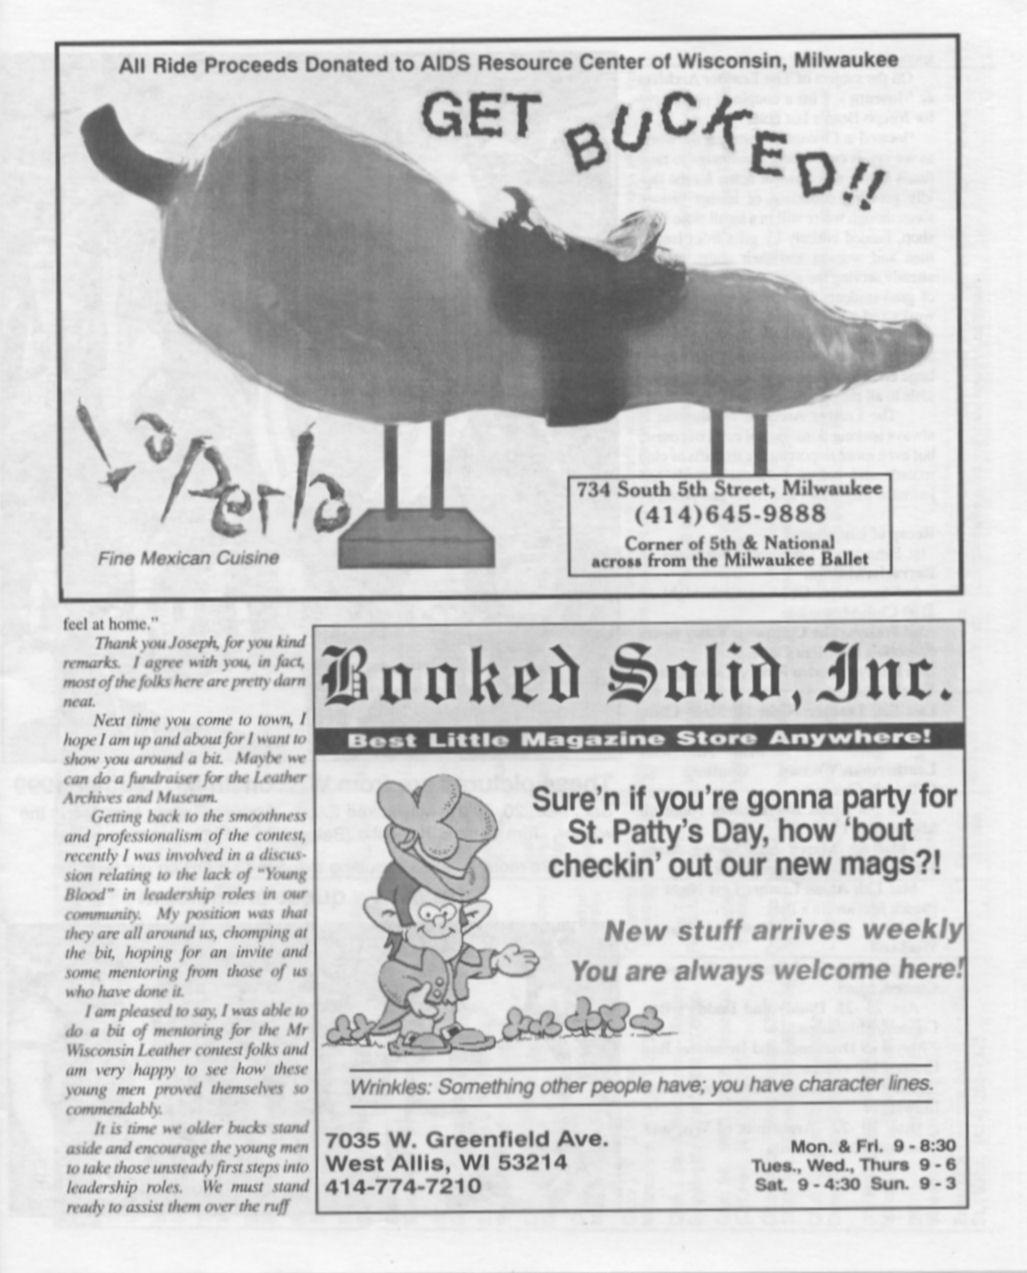 All Ride Proceeds Donated to AIDS Resource Center of Wisconsin, Milwaukee
GET BUCKED!!
La Perla
Fine Mexican Cuisine
734 South 5th Street, Milwaukee
(414)645-9888
Corner of 5th & National
across from the Milwaukee Ballet
feel at home."
Thank you Joseph, for you kind
remarks. I agree with you, in fact,
most of the folks here are pretty darn
neat.
Next time you come to town, I
hope I am up and about for I want to
show you around a bit. Maybe we
can do a fundraiser for the Leather
Archives and Museum.
Getting back to the smoothness
and professionalism of the contest,
recently I was involved in a discus-
sion relating to the lack of "Young
Blood" in leadership roles in our
community. My position was that
they are all around us, chomping at
the bit, hoping for an invite and
some mentoring from those of us
who have done it.
I am pleased to say, I was able to
do a bit of mentoring for the Mr
Wisconsin Leather contest folks and
am very happy to see how these
young men proved themselves so
commendably.
It is time we older bucks stand
aside and encourage the young men
to take those unsteady first steps into
leadership roles. We must stand
ready to assist them over the ruff
Booked Solid, Inc.
Best Little Magazine Store Anywhere!
Sure'n if you're gonna party for
St. Patty's Day, how 'bout
checkin' out our new mags?!
New stuff arrives weekly
You are always welcome here!
Wrinkles: Something other people have; you have character lines.
7035 W. Greenfield Ave.
West Allis, WI 53214
414-774-7210
Mon. & Fri. 9 - 8:30
Tues., Wed., Thurs 9 - 6
Sat. 9 - 4:30 Sun. 9 - 3